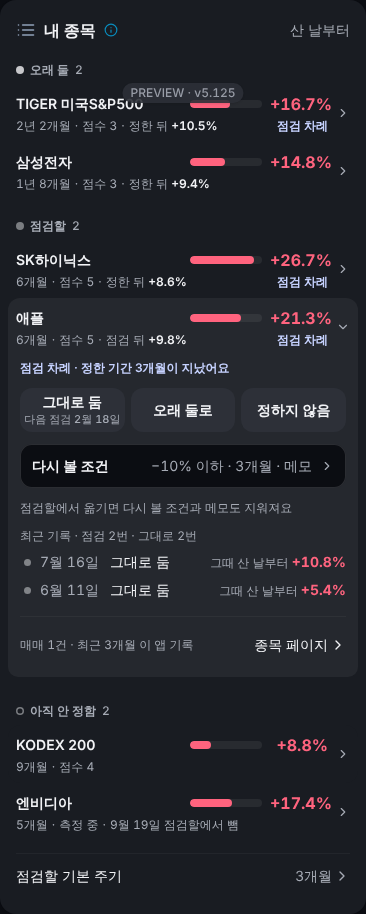 내 종목
산 날부터
오래 둘 2
PREVIEW · v5.125
TIGER 미국S&P500
+16.7%
2년 2개월 · 점수 3 · 정한 뒤 +10.5%
점검 차례
삼성전자
+14.8%
1년 8개월 · 점수 3 · 정한 뒤 +9.4%
점검할 2
SK하이닉스
+26.7%
6개월 · 점수 5 · 정한 뒤 +8.6%
점검 차례
애플
+21.3%
6개월 · 점수 5 · 점검 뒤 +9.8%
점검 차례
점검 차례 · 정한 기간 3개월이 지났어요
그대로 둠
다음 점검 2월 18일
오래 둘로
정하지 않음
다시 볼 조건
−10% 이하 · 3개월 · 메모
점검할에서 옮기면 다시 볼 조건과 메모도 지워져요
최근 기록 · 점검 2번 · 그대로 2번
7월 16일 그대로 둠 그때 산 날부터 +10.8%
6월 11일 그대로 둠 그때 산 날부터 +5.4%
매매 1건 · 최근 3개월 이 앱 기록
종목 페이지
아직 안 정함 2
KODEX 200
+8.8%
9개월 · 점수 4
엔비디아
+17.4%
5개월 · 측정 중 · 9월 19일 점검할에서 뺌
점검할 기본 주기
3개월